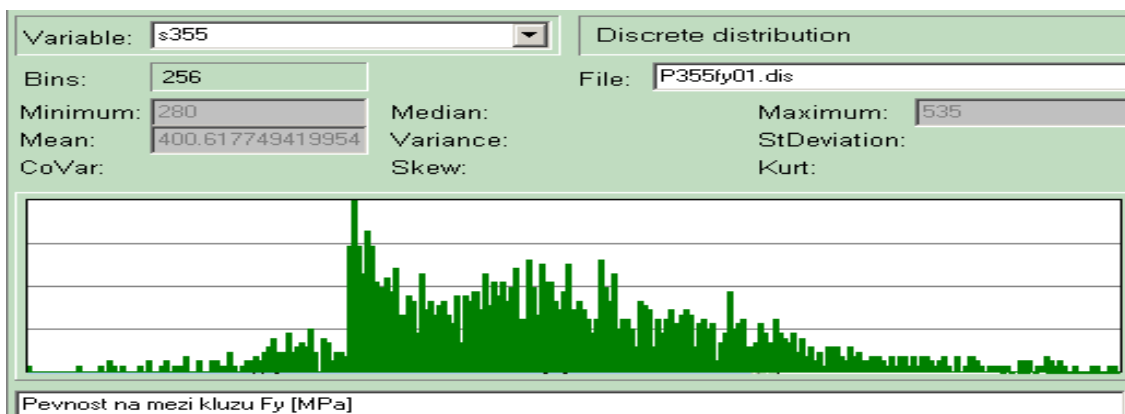 Variable: s355 Discrete distribution
Bins: 256 File: P355fy01.dis
Minimum: 280 Median: Maximum: 535
Mean: 400.617749419954 Variance: StDeviation:
CoVar: Skew: Kurt:
Pevnost na mezi kluzu Fy [MPa]